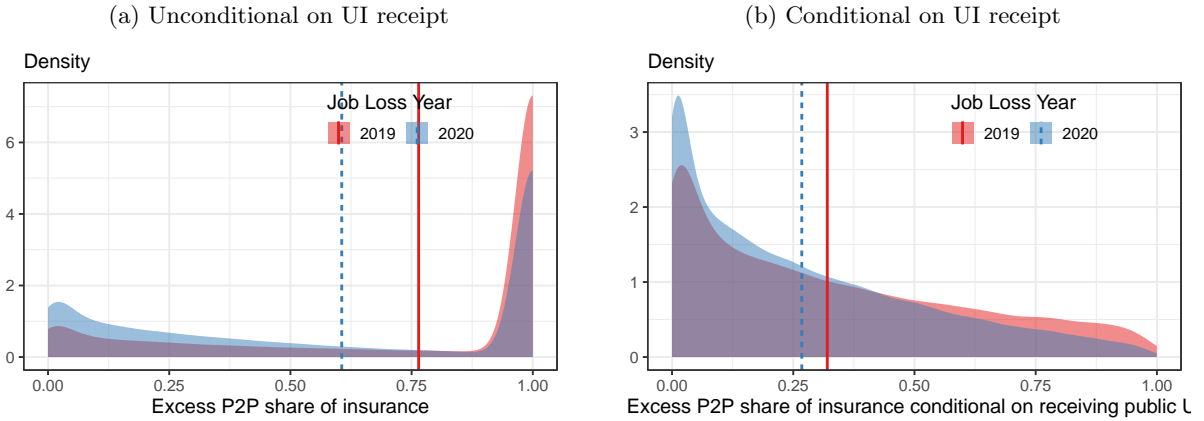 (a) Unconditional on UI receipt
Density
Job Loss Year
2019 2020
6
4
2
0
0.00 0.25 0.50 0.75 1.00
Excess P2P share of insurance
(b) Conditional on UI receipt
Density
Job Loss Year
2019 2020
3
2
1
0
0.00 0.25 0.50 0.75 1.00
Excess P2P share of insurance conditional on receiving public U